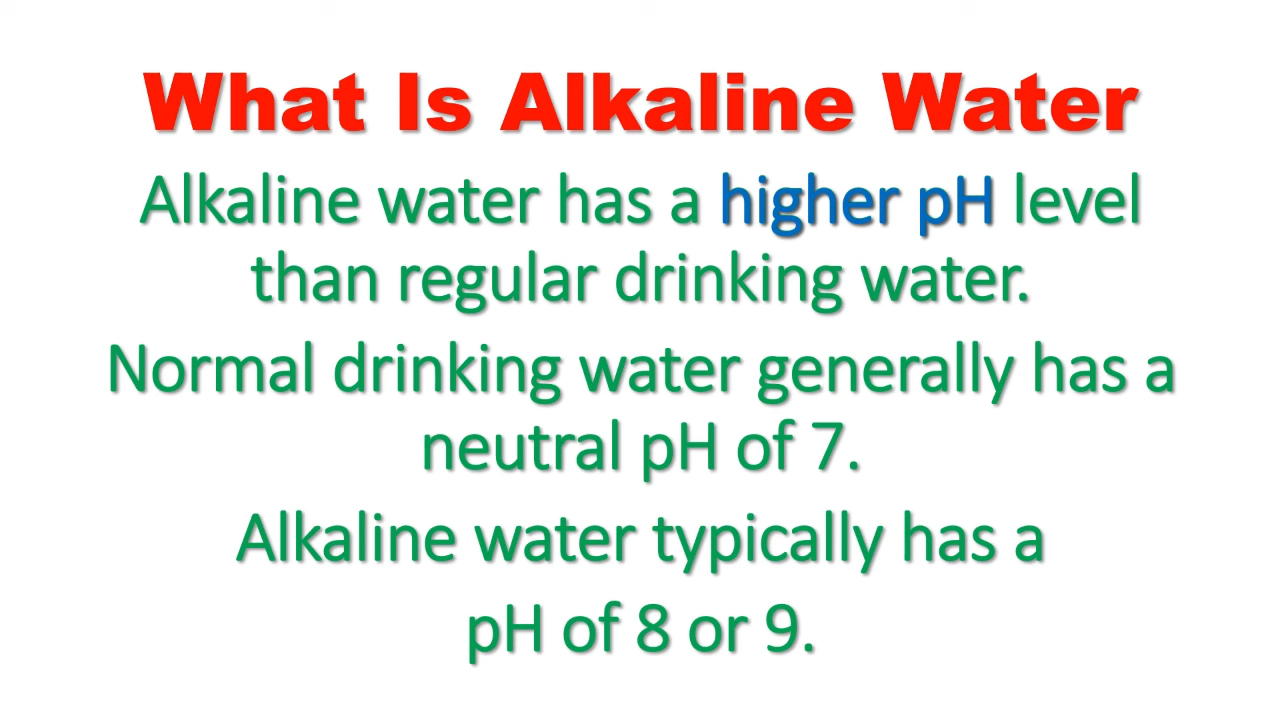 What Is Alkaline Water
Alkaline water has a higher pH level
than regular drinking water.
Normal drinking water generally has a
neutral pH of 7.
Alkaline water typically has a
pH of 8 or 9.